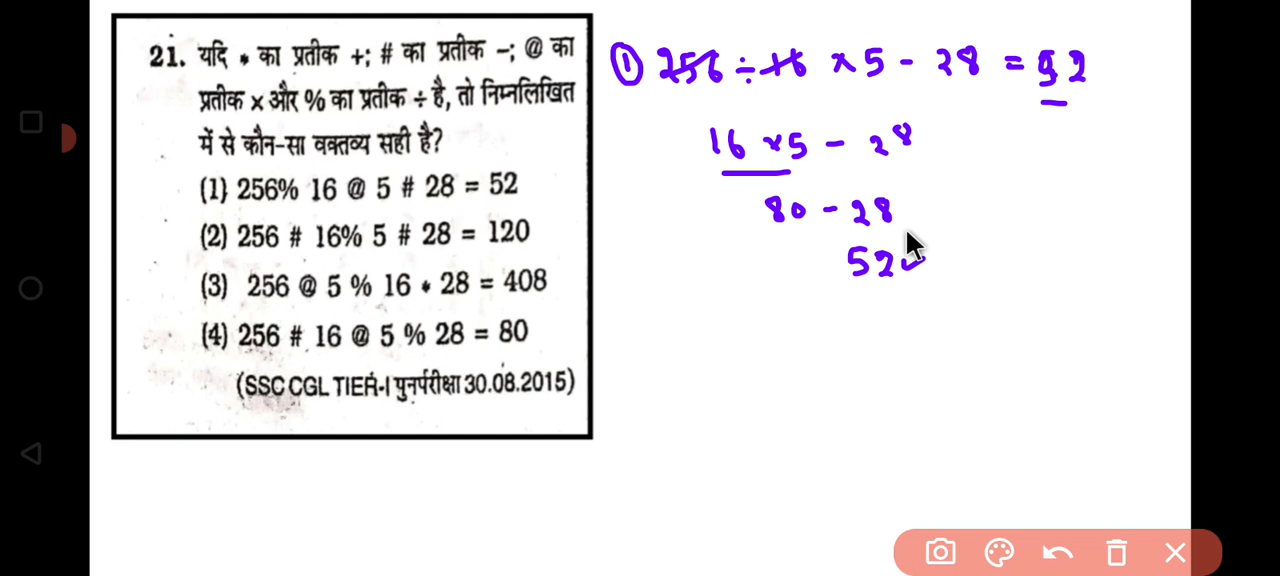 21. यदि * का प्रतीक +; # का प्रतीक –; @ का
प्रतीक × और % का प्रतीक ÷ है, तो निम्नलिखित
में से कौन-सा वक्तव्य सही है?
(1) 256% 16 @ 5 # 28 = 52
(2) 256 # 16% 5 # 28 = 120
(3) 256 @ 5 % 16 * 28 = 408
(4) 256 # 16 @ 5 % 28 = 80
(SSC CGL TIER-I पुनर्परीक्षा 30.08.2015)
① 256 ÷ 16 × 5 - 28 = 52
16 × 5 - 28
80 - 28
52